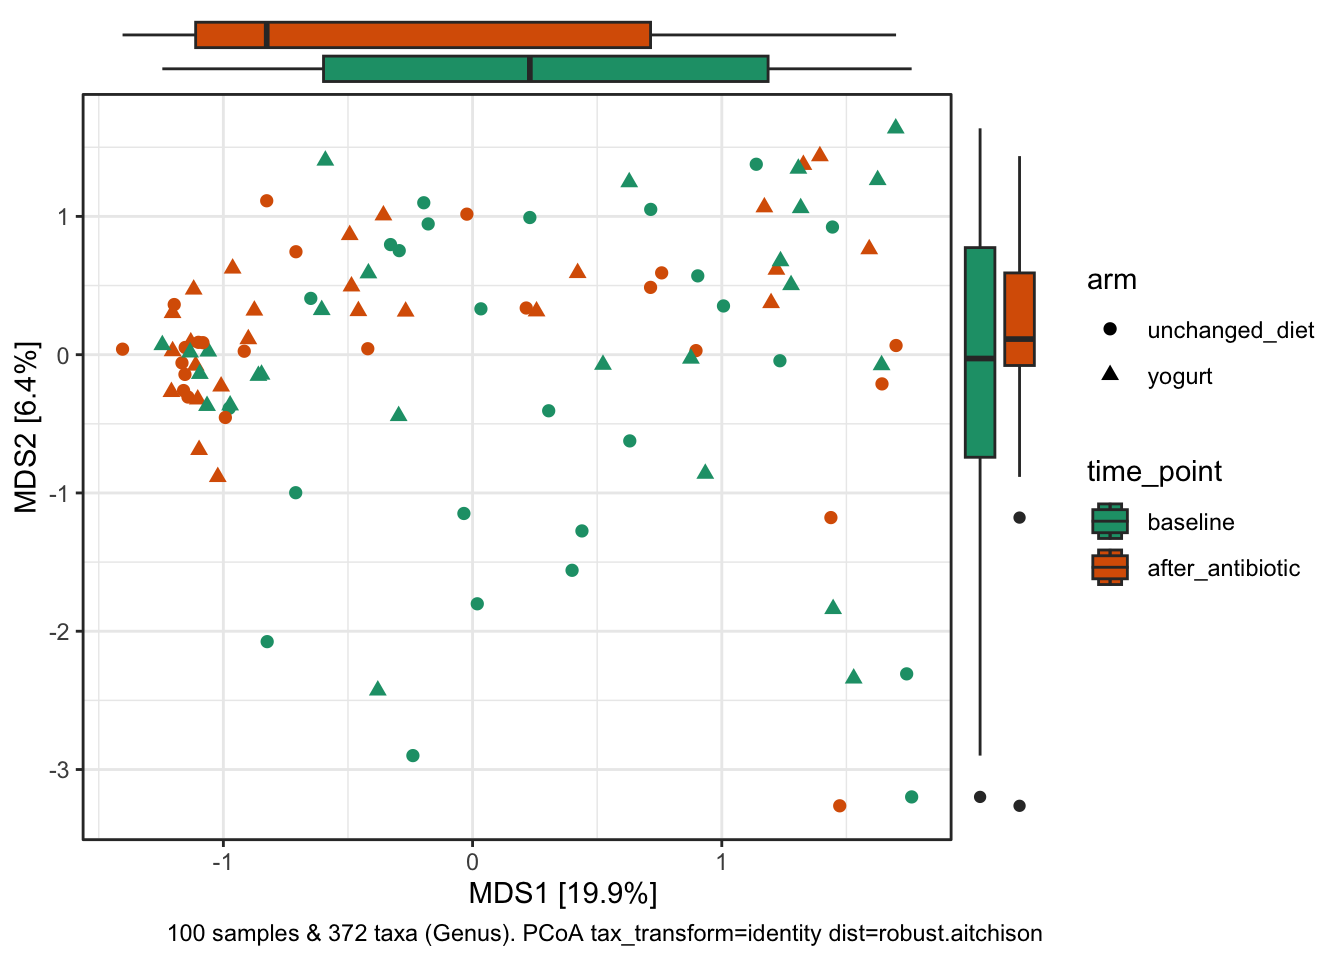 1
0
-1
-2
-3
MDS2 [6.4%]
-1
0
1
MDS1 [19.9%]
100 samples & 372 taxa (Genus). PCoA tax_transform=identity dist=robust.aitchison
arm
unchanged_diet
yogurt
time_point
baseline
after_antibiotic